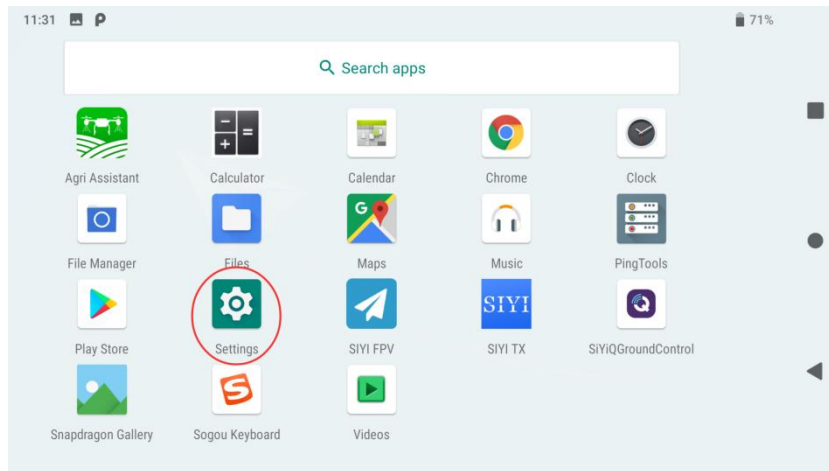 11:31 71%
Search apps
Agri Assistant Calculator Calendar Chrome Clock
G
File Manager Files Maps Music PingTools
SIYI
Play Store Settings SIYI FPV SIYI TX SiYiQGroundControl
Snapdragon Gallery Sogou Keyboard Videos